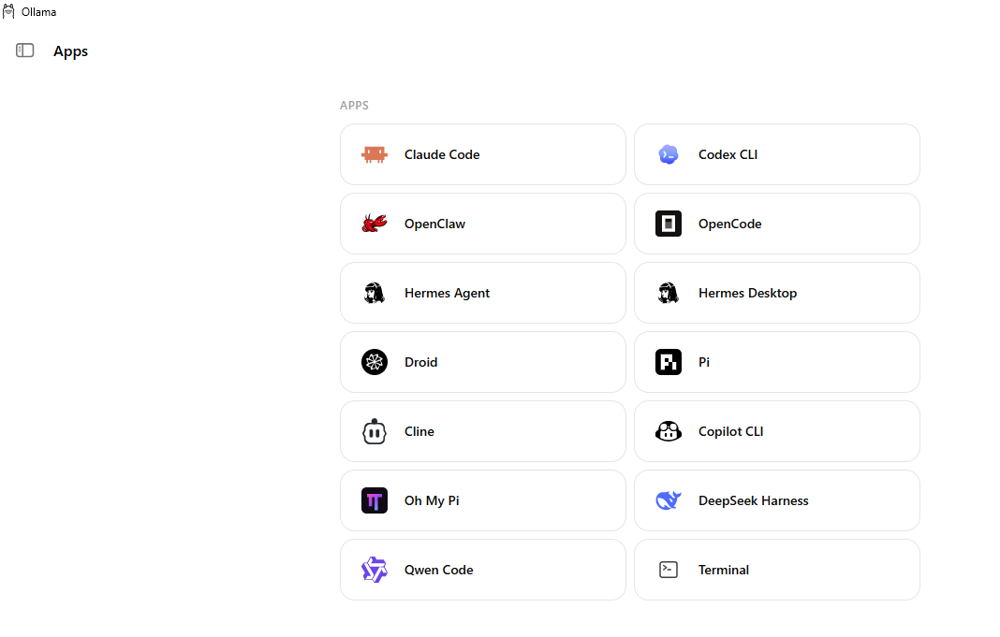 Ollama
Apps
APPS
Claude Code
Codex CLI
OpenClaw
OpenCode
Hermes Agent
Hermes Desktop
Droid
Pi
Cline
Copilot CLI
Oh My Pi
DeepSeek Harness
Qwen Code
Terminal